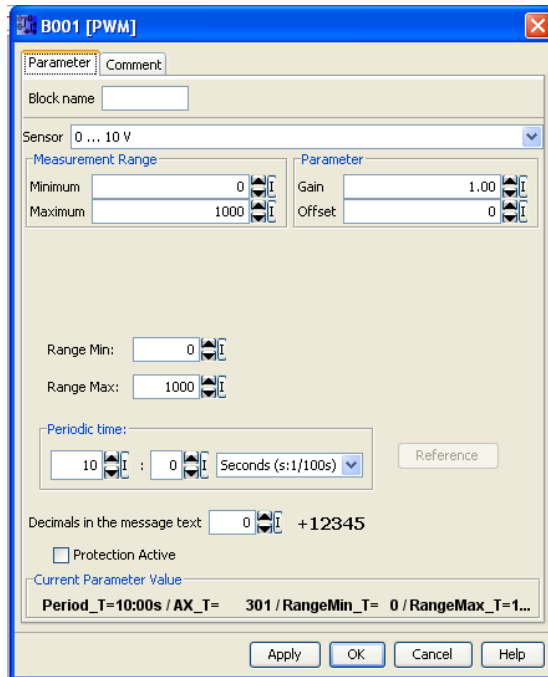 B001 [PWM]
Parameter Comment
Block name
Sensor 0 ... 10 V
Measurement Range Parameter
Minimum 0 Gain 1.00
Maximum 1000 Offset 0
Range Min: 0
Range Max: 1000
Periodic time:
10 : 0 Seconds (s:1/100s) Reference
Decimals in the message text 0 +12345
Protection Active
Current Parameter Value
Period_T=10:00s / AX_T= 301 / RangeMin_T= 0 / RangeMax_T=1...
Apply OK Cancel Help